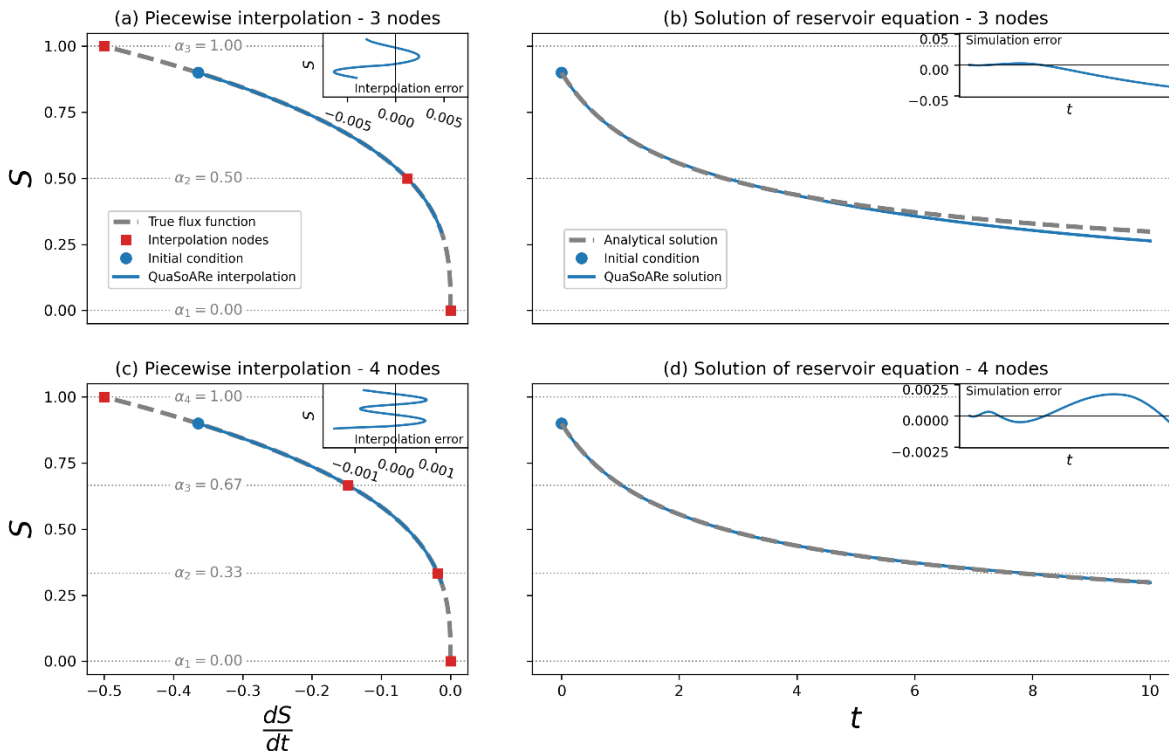 (a) Piecewise interpolation - 3 nodes
1.00
0.75
0.50
0.25
0.00
S
α₃ = 1.00
α₂ = 0.50
α₁ = 0.00
True flux function
Interpolation nodes
Initial condition
QuaSoARe interpolation
S
Interpolation error
−0.005
0.000
0.005
(b) Solution of reservoir equation - 3 nodes
Analytical solution
Initial condition
QuaSoARe solution
0.05
0.00
−0.05
Simulation error
t
(c) Piecewise interpolation - 4 nodes
1.00
0.75
0.50
0.25
0.00
S
α₄ = 1.00
α₃ = 0.67
α₂ = 0.33
α₁ = 0.00
S
Interpolation error
−0.001
0.000
0.001
−0.5
−0.4
−0.3
−0.2
−0.1
0.0
dS
dt
(d) Solution of reservoir equation - 4 nodes
0.0025
0.0000
−0.0025
Simulation error
t
0
2
4
6
8
10
t